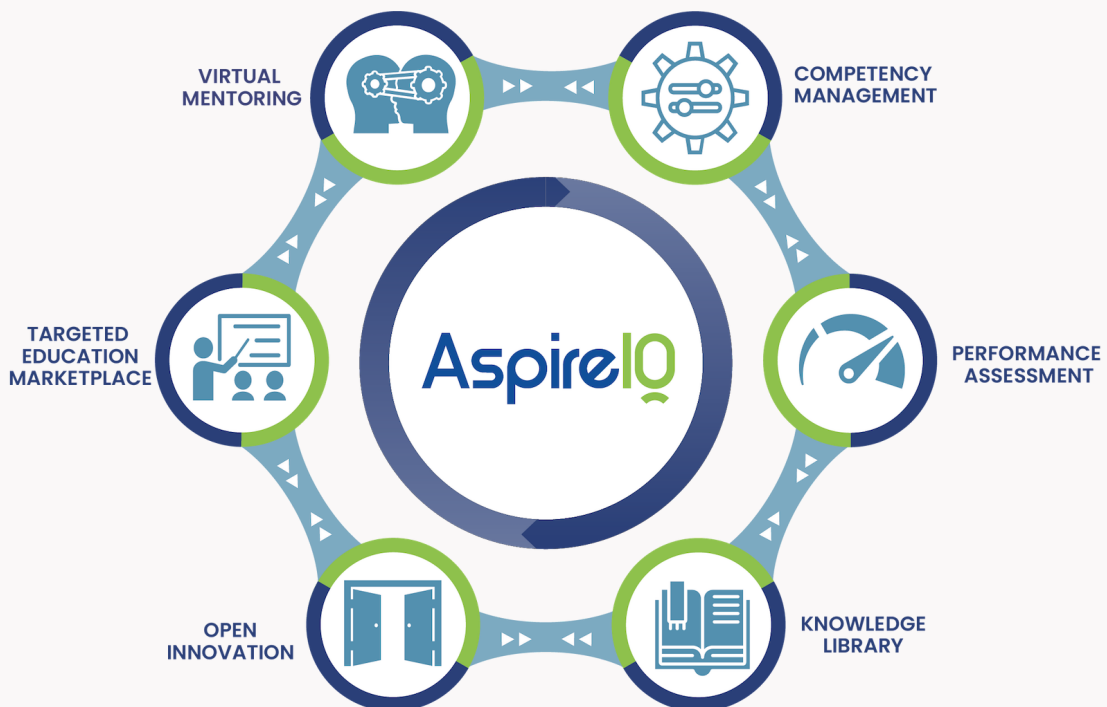 VIRTUAL
MENTORING
COMPETENCY
MANAGEMENT
TARGETED
EDUCATION
MARKETPLACE
AspireIQ
PERFORMANCE
ASSESSMENT
OPEN
INNOVATION
KNOWLEDGE
LIBRARY